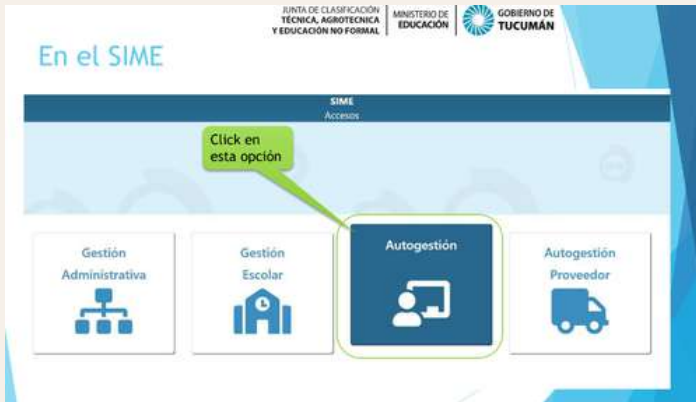 JUNTA DE CLASIFICACIÓN
TÉCNICA, AGROTECNICA
Y EDUCACIÓN NO FORMAL
MINISTERIO DE
EDUCACIÓN
GOBIERNO DE
TUCUMÁN
En el SIME
SIME
Accesos
Click en
esta opción
Gestión
Administrativa
Gestión
Escolar
Autogestión
Autogestión
Proveedor